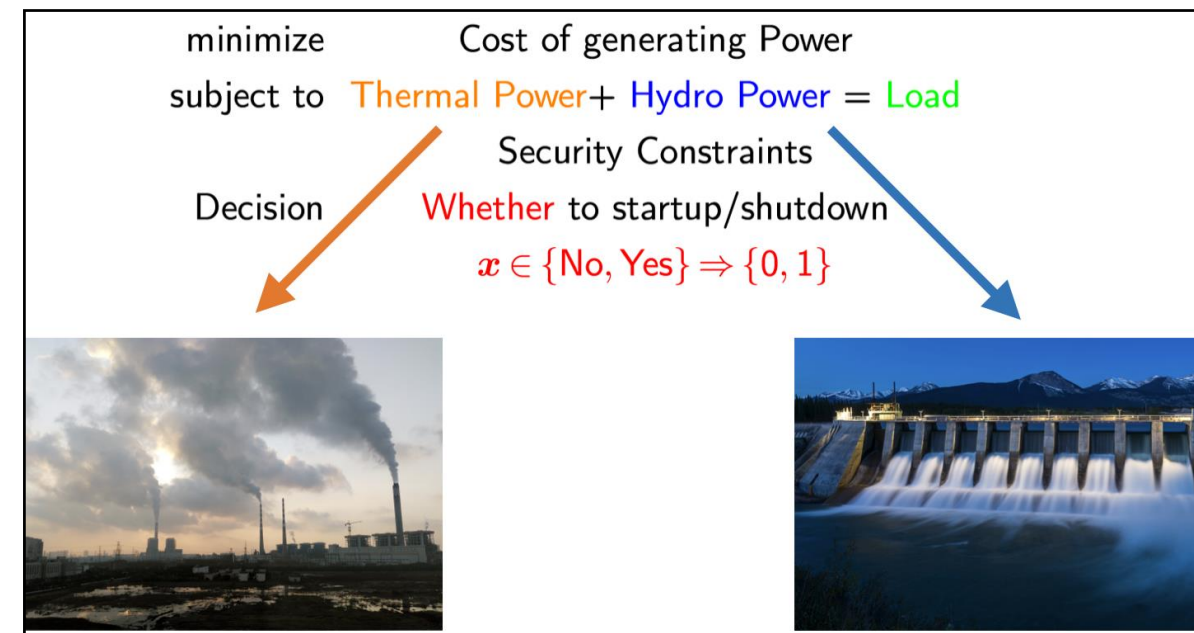 minimize Cost of generating Power
subject to Thermal Power+ Hydro Power = Load
Security Constraints
Decision Whether to startup/shutdown
x ∈ {No, Yes} ⇒ {0, 1}